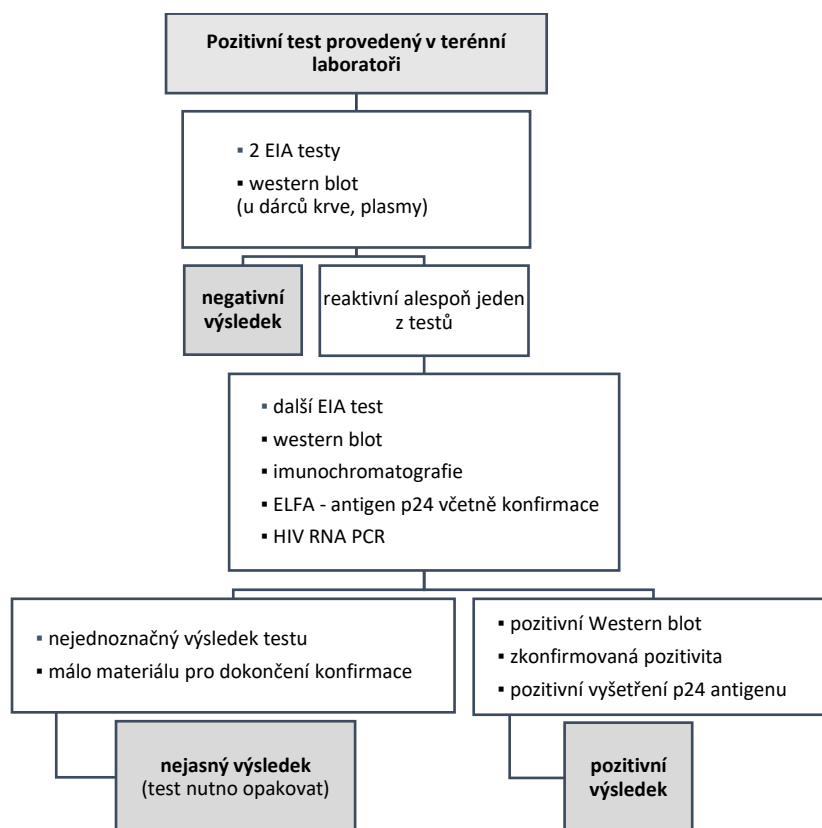 Pozitivní test provedený v terénní
laboratoři
▪ 2 EIA testy
▪ western blot
(u dárců krve, plasmy)
negativní
výsledek
reaktivní alespoň jeden
z testů
▪ další EIA test
▪ western blot
▪ imunochromatografie
▪ ELFA - antigen p24 včetně konfirmace
▪ HIV RNA PCR
▪ nejednoznačný výsledek testu
▪ málo materiálu pro dokončení konfirmace
▪ pozitivní Western blot
▪ zkonfirmovaná pozitivita
▪ pozitivní vyšetření p24 antigenu
nejasný výsledek
(test nutno opakovat)
pozitivní
výsledek